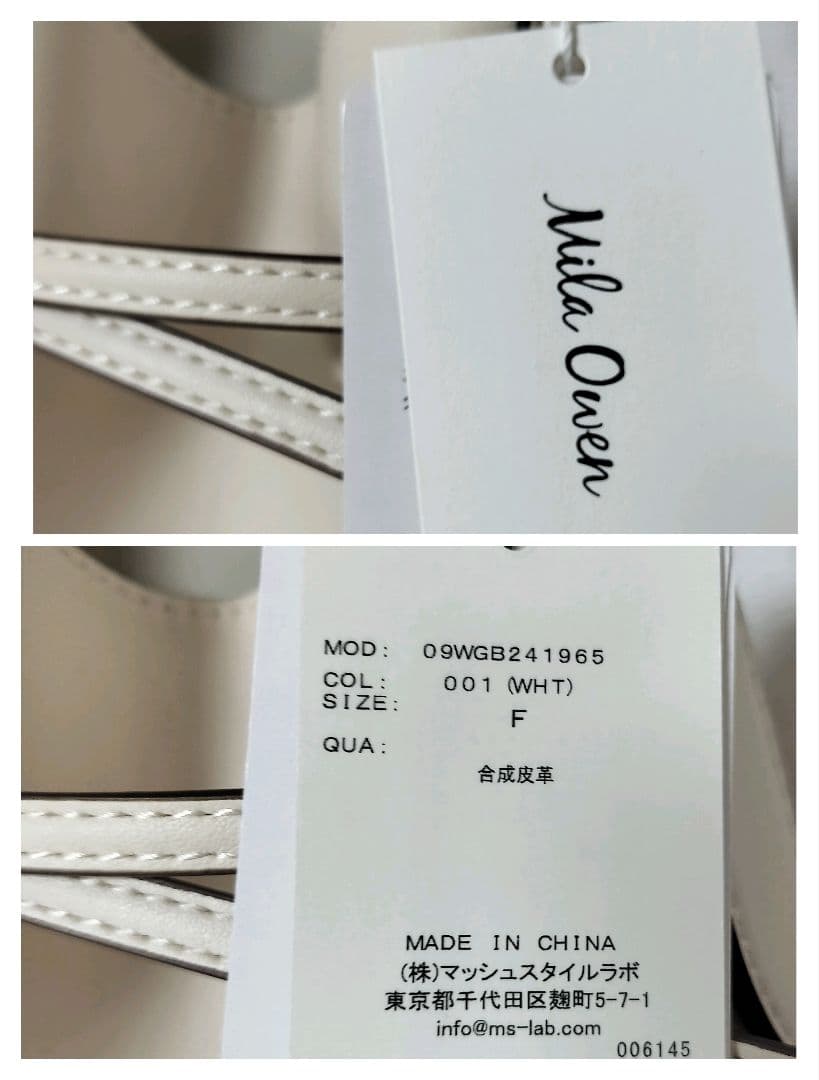 Mila Owen
MOD: 09WGB241965
COL: 001 (WHT)
SIZE: F
QUA:
合成皮革
MADE IN CHINA
(株)マッシュスタイルラボ
東京都千代田区麹町5-7-1
info@ms-lab.com
006145